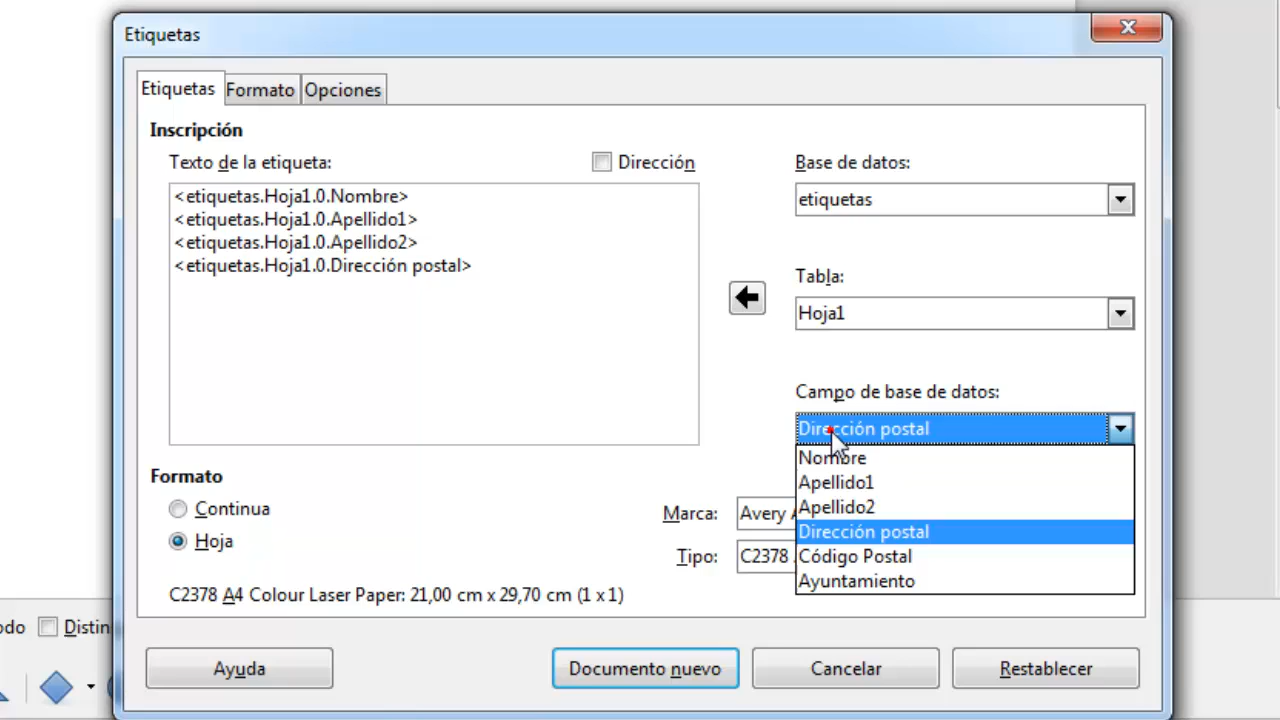 Etiquetas
Etiquetas Formato Opciones
Inscripción
Texto de la etiqueta:
Dirección
Base de datos:
<etiquetas.Hoja1.0.Nombre>
<etiquetas.Hoja1.0.Apellido1>
<etiquetas.Hoja1.0.Apellido2>
<etiquetas.Hoja1.0.Dirección postal>
etiquetas
Tabla:
Hoja1
Campo de base de datos:
Dirección postal
Nombre
Apellido1
Apellido2
Dirección postal
Código Postal
Ayuntamiento
Formato
Continua
Hoja
Marca:
Avery
Tipo:
C2378
C2378 A4 Colour Laser Paper: 21,00 cm x 29,70 cm (1 x 1)
Ayuda
Documento nuevo
Cancelar
Restablecer